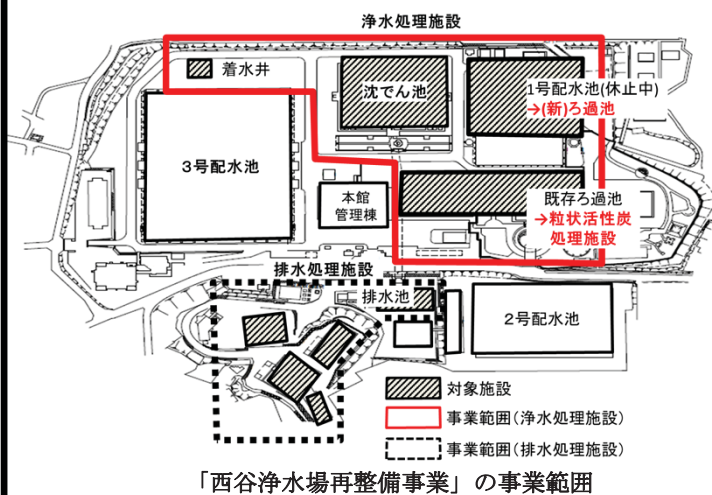 浄水処理施設
着水井
沈でん池
1号配水池(休止中)
→(新)ろ過池
3号配水池
本館
管理棟
既存ろ過池
→粒状活性炭
処理施設
排水処理施設
排水池
2号配水池
対象施設
事業範囲(浄水処理施設)
事業範囲(排水処理施設)
「西谷浄水場再整備事業」の事業範囲